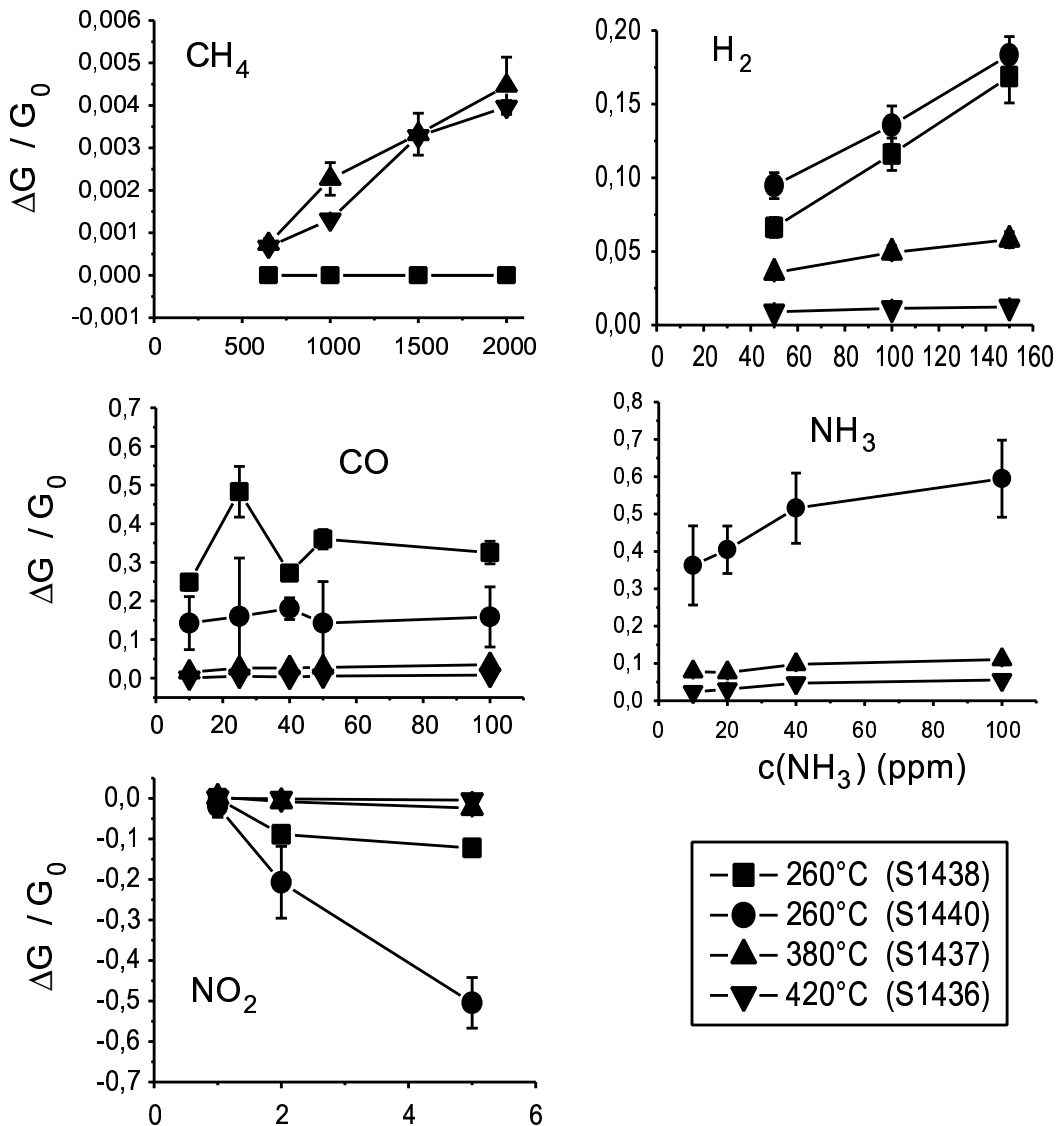 CH4
ΔG / G0
0,006
0,005
0,004
0,003
0,002
0,001
0,000
-0,001
0 500 1000 1500 2000
H2
0,20
0,15
0,10
0,05
0,00
0 20 40 60 80 100 120 140 160
CO
ΔG / G0
0,7
0,6
0,5
0,4
0,3
0,2
0,1
0,0
0 20 40 60 80 100
NH3
0,8
0,7
0,6
0,5
0,4
0,3
0,2
0,1
0,0
0 20 40 60 80 100
c(NH3) (ppm)
NO2
ΔG / G0
0,0
-0,1
-0,2
-0,3
-0,4
-0,5
-0,6
-0,7
0 2 4 6
260°C (S1438)
260°C (S1440)
380°C (S1437)
420°C (S1436)